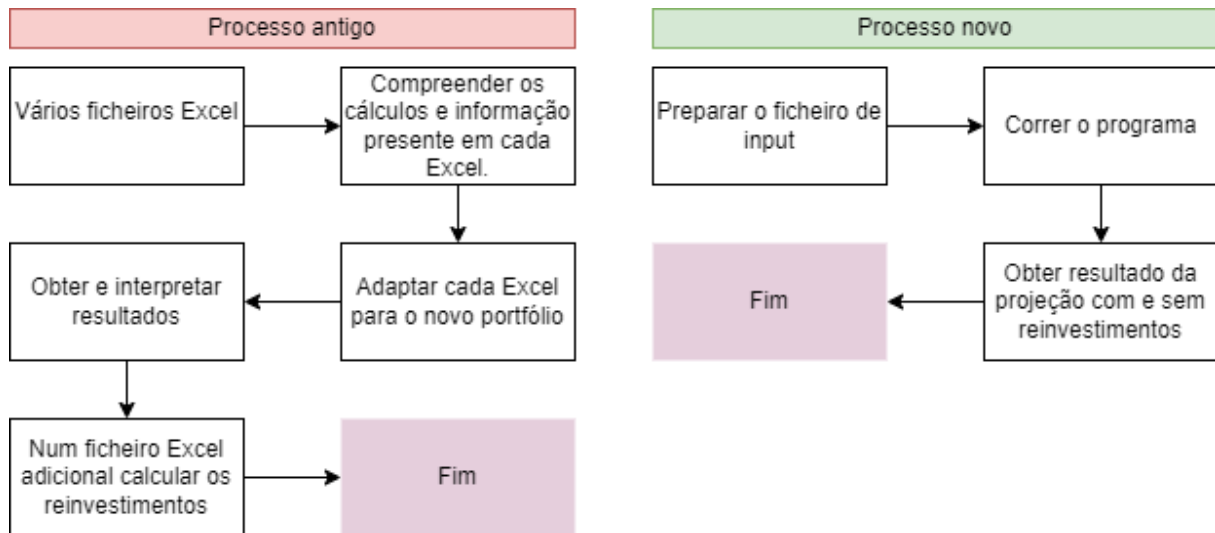 Processo antigo
Vários ficheiros Excel
Compreender os
cálculos e informação
presente em cada
Excel.
Adaptar cada Excel
para o novo portfólio
Obter e interpretar
resultados
Num ficheiro Excel
adicional calcular os
reinvestimentos
Fim
Processo novo
Preparar o ficheiro de
input
Correr o programa
Obter resultado da
projeção com e sem
reinvestimentos
Fim